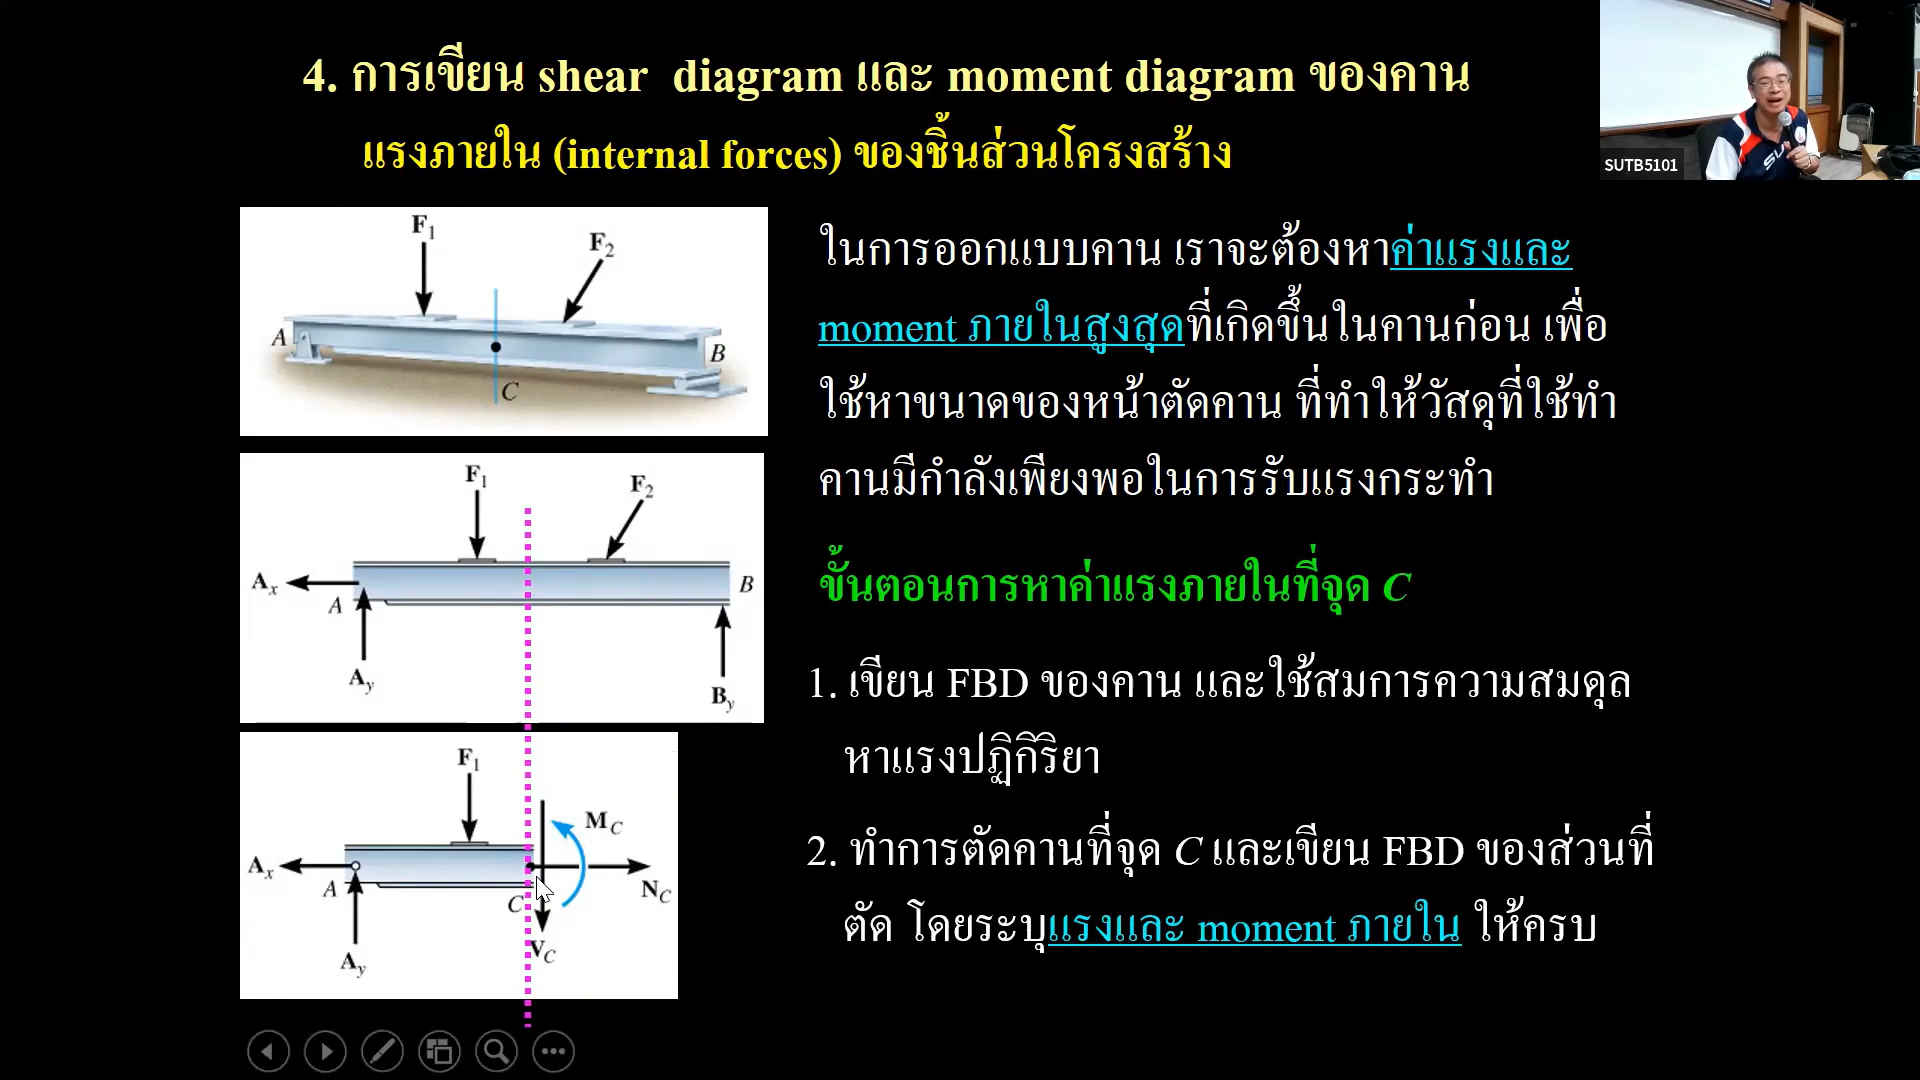 4. การเขียน shear diagram และ moment diagram ของคาน
แรงภายใน (internal forces) ของชิ้นส่วนโครงสร้าง
SUTB5101
F1
F2
A
B
C
ในการออกแบบคาน เราจะต้องหาค่าแรงและ
moment ภายในสูงสุดที่เกิดขึ้นในคานก่อน เพื่อ
ใช้หาขนาดของหน้าตัดคาน ที่ทำให้วัสดุที่ใช้ทำ
คานมีกำลังเพียงพอในการรับแรงกระทำ
F1
F2
Ax
A
B
Ay
By
ขั้นตอนการหาค่าแรงภายในที่จุด C
1. เขียน FBD ของคาน และใช้สมการความสมดุล
หาแรงปฏิกิริยา
F1
MC
Ax
A
C
NC
VC
Ay
2. ทำการตัดคานที่จุด C และเขียน FBD ของส่วนที่
ตัด โดยระบุแรงและ moment ภายใน ให้ครบ